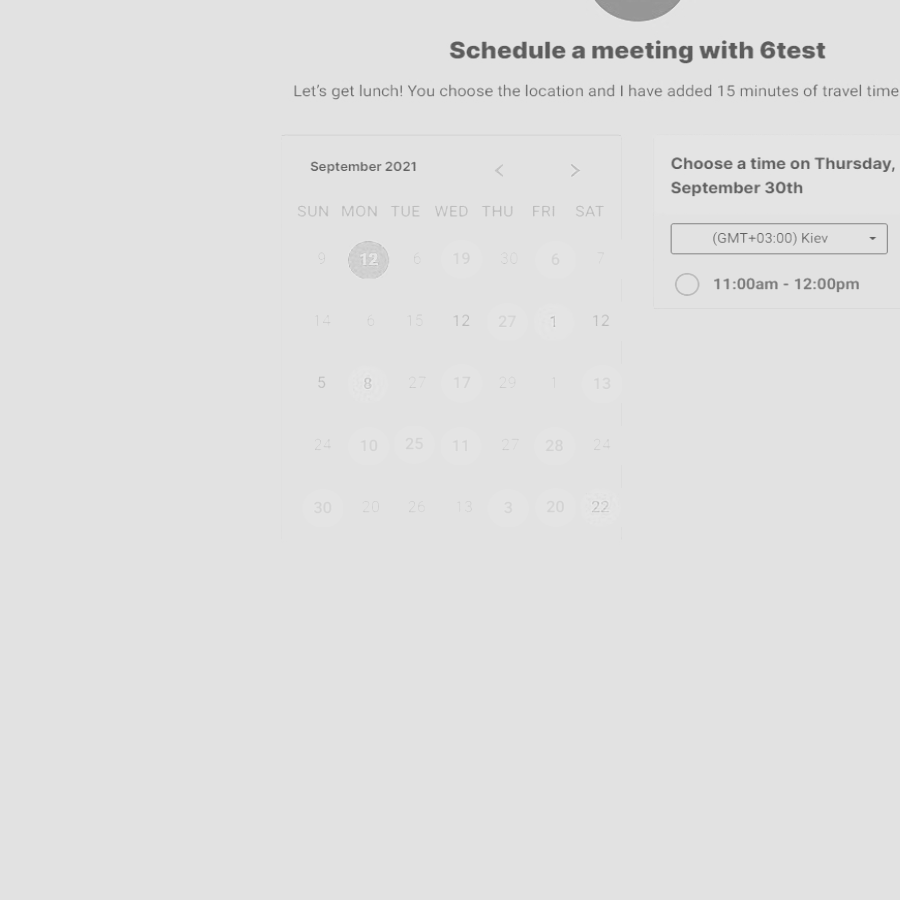 Schedule a meeting with 6test
Let's get lunch! You choose the location and I have added 15 minutes of travel time
September 2021
SUN MON TUE WED THU FRI SAT
9 12 6 19 30 6 7
14 6 15 12 27 1 12
5 8 27 17 29 1 13
24 10 25 11 27 28 24
30 20 26 13 3 20 22
Choose a time on Thursday,
September 30th
(GMT+03:00) Kiev
11:00am - 12:00pm